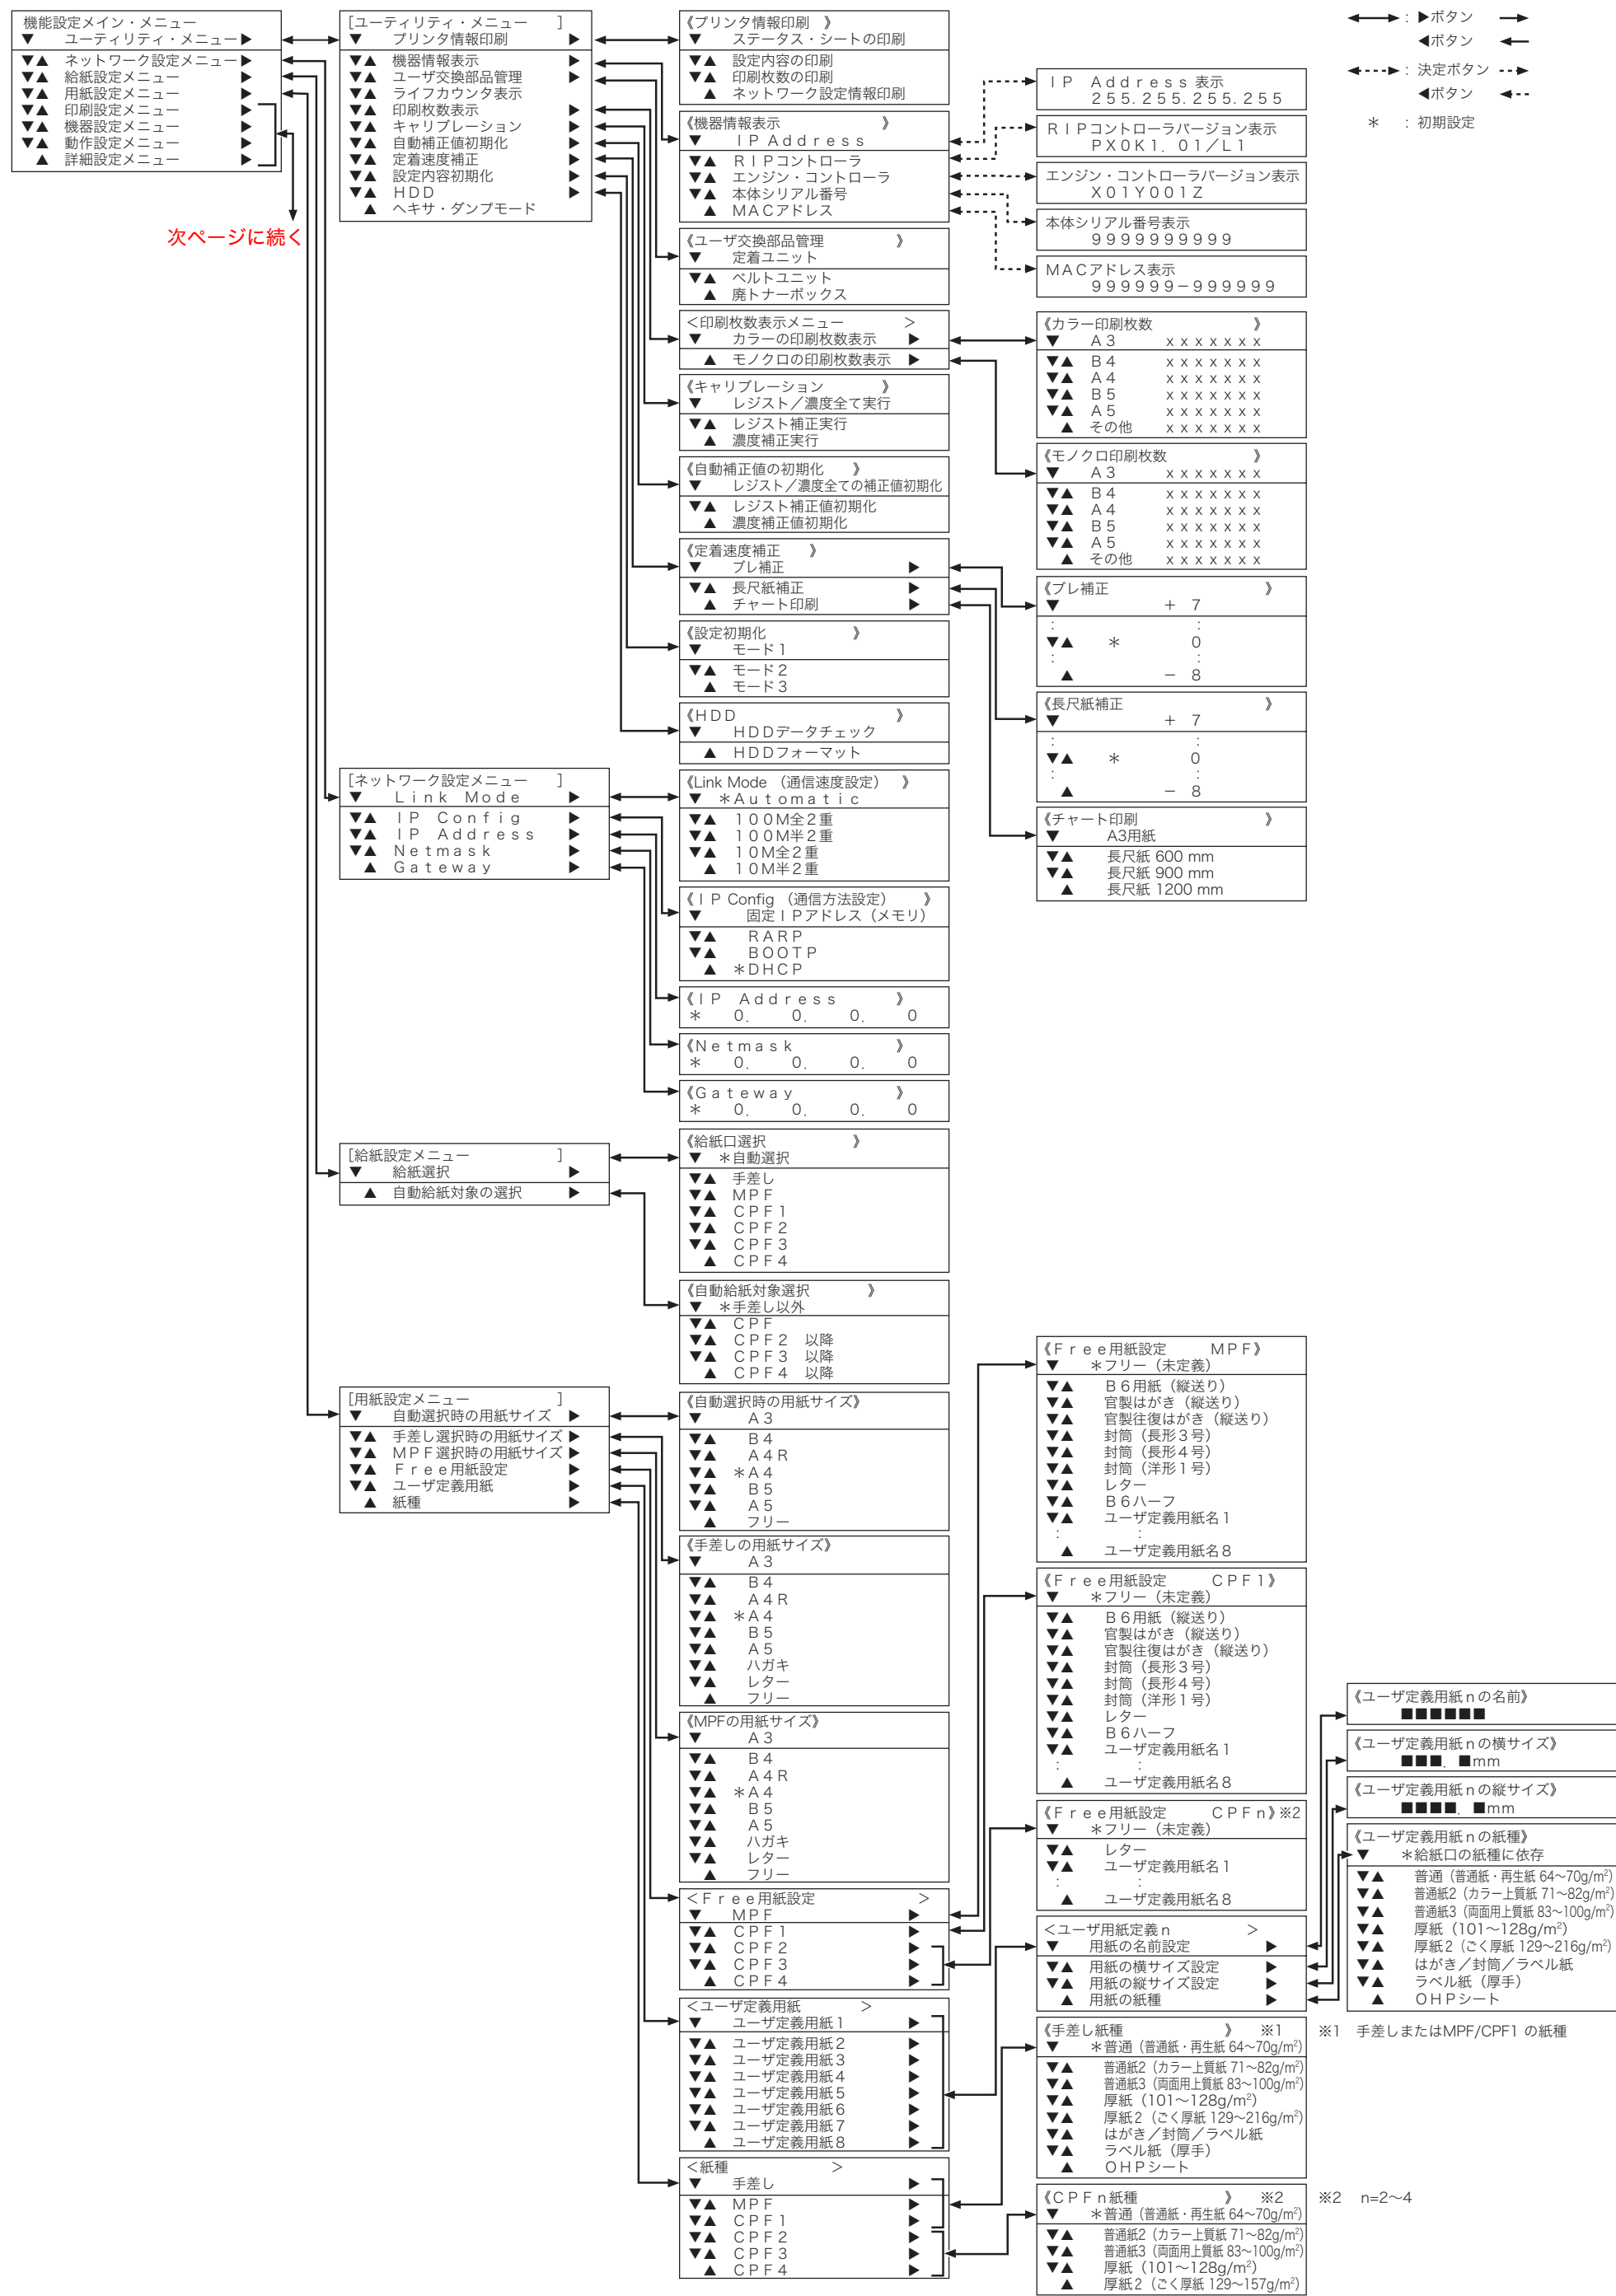 機能設定メイン・メニュー
▼ ユーティリティ・メニュー▶
▼▲ ネットワーク設定メニュー▶
▼▲ 給紙設定メニュー ▶
▼▲ 用紙設定メニュー ▶
▼▲ 印刷設定メニュー ▶
▼▲ 機器設定メニュー ▶
▼▲ 動作設定メニュー ▶
▲ 詳細設定メニュー ▶
次ページに続く
[ユーティリティ・メニュー ]
▼ プリンタ情報印刷 ▶
▼▲ 機器情報表示 ▶
▼▲ ユーザ交換部品管理 ▶
▼▲ ライフカウンタ表示
▼▲ 印刷枚数表示 ▶
▼▲ キャリブレーション ▶
▼▲ 自動補正値初期化 ▶
▼▲ 定着速度補正 ▶
▼▲ 設定内容初期化 ▶
▼▲ HDD ▶
▲ ヘキサ・ダンプモード
《プリンタ情報印刷 》
▼ ステータス・シートの印刷
▼▲ 設定内容の印刷
▼▲ 印刷枚数の印刷
▲ ネットワーク設定情報印刷
《機器情報表示 》
▼ IP Address
▼▲ RIPコントローラ
▼▲ エンジン・コントローラ
▼▲ 本体シリアル番号
▲ MACアドレス
《ユーザ交換部品管理 》
▼ 定着ユニット
▼▲ ベルトユニット
▲ 廃トナーボックス
<印刷枚数表示メニュー >
▼ カラーの印刷枚数表示 ▶
▲ モノクロの印刷枚数表示 ▶
《キャリブレーション 》
▼ レジスト/濃度全て実行
▼▲ レジスト補正実行
▲ 濃度補正実行
《自動補正値の初期化 》
▼ レジスト/濃度全ての補正値初期化
▼▲ レジスト補正値初期化
▲ 濃度補正値初期化
《定着速度補正 》
▼ プレ補正 ▶
▼▲ 長尺紙補正 ▶
▲ チャート印刷 ▶
《設定初期化 》
▼ モード1
▼▲ モード2
▲ モード3
《HDD 》
▼ HDDデータチェック
▲ HDDフォーマット
◀▶ : ▶ボタン →
◀ボタン ←
◀▶ : 決定ボタン →
◀ボタン ←
* : 初期設定
IP Address 表示
255.255.255.255
RIPコントローラバージョン表示
PX0K1.01/L1
エンジン・コントローラバージョン表示
X01Y001Z
本体シリアル番号表示
9999999999
MACアドレス表示
999999−999999
《カラー印刷枚数 》
▼ A3 xxxxxxx
▼▲ B4 xxxxxxx
▼▲ A4 xxxxxxx
▼▲ B5 xxxxxxx
▼▲ A5 xxxxxxx
▲ その他 xxxxxxx
《モノクロ印刷枚数 》
▼ A3 xxxxxxx
▼▲ B4 xxxxxxx
▼▲ A4 xxxxxxx
▼▲ B5 xxxxxxx
▼▲ A5 xxxxxxx
▲ その他 xxxxxxx
《プレ補正 》
▼ + 7
: :
▼▲ * 0
: :
▲ − 8
《長尺紙補正 》
▼ + 7
: :
▼▲ * 0
: :
▲ − 8
《チャート印刷 》
▼ A3用紙
▼▲ 長尺紙 600 mm
▼▲ 長尺紙 900 mm
▲ 長尺紙 1200 mm
[ネットワーク設定メニュー ]
▼ Link Mode ▶
▼▲ IP Config ▶
▼▲ IP Address ▶
▼▲ Netmask ▶
▲ Gateway ▶
《Link Mode (通信速度設定) 》
▼ *Automatic
▼▲ 100M全2重
▼▲ 100M半2重
▼▲ 10M全2重
▲ 10M半2重
《IP Config (通信方法設定) 》
▼ 固定IPアドレス(メモリ)
▼▲ RARP
▼▲ BOOTP
▲ *DHCP
《IP Address 》
* 0. 0. 0. 0
《Netmask 》
* 0. 0. 0. 0
《Gateway 》
* 0. 0. 0. 0
[給紙設定メニュー ]
▼ 給紙選択 ▶
▲ 自動給紙対象の選択 ▶
《給紙口選択 》
▼ *自動選択
▼▲ 手差し
▼▲ MPF
▼▲ CPF1
▼▲ CPF2
▼▲ CPF3
▲ CPF4
《自動給紙対象選択 》
▼ *手差し以外
▼▲ CPF
▼▲ CPF2 以降
▼▲ CPF3 以降
▲ CPF4 以降
[用紙設定メニュー ]
▼ 自動選択時の用紙サイズ ▶
▼▲ 手差し選択時の用紙サイズ▶
▼▲ MPF選択時の用紙サイズ▶
▼▲ Free用紙設定 ▶
▼▲ ユーザ定義用紙 ▶
▲ 紙種 ▶
《自動選択時の用紙サイズ》
▼ A3
▼▲ B4
▼▲ A4R
▼▲ *A4
▼▲ B5
▼▲ A5
▲ フリー
《手差しの用紙サイズ》
▼ A3
▼▲ B4
▼▲ A4R
▼▲ *A4
▼▲ B5
▼▲ A5
▼▲ ハガキ
▼▲ レター
▲ フリー
《MPFの用紙サイズ》
▼ A3
▼▲ B4
▼▲ A4R
▼▲ *A4
▼▲ B5
▼▲ A5
▼▲ ハガキ
▼▲ レター
▲ フリー
<Free用紙設定 >
▼ MPF ▶
▼▲ CPF1 ▶
▼▲ CPF2 ▶
▼▲ CPF3 ▶
▲ CPF4 ▶
<ユーザ定義用紙 >
▼ ユーザ定義用紙1 ▶
▼▲ ユーザ定義用紙2 ▶
▼▲ ユーザ定義用紙3 ▶
▼▲ ユーザ定義用紙4 ▶
▼▲ ユーザ定義用紙5 ▶
▼▲ ユーザ定義用紙6 ▶
▼▲ ユーザ定義用紙7 ▶
▲ ユーザ定義用紙8 ▶
<紙種 >
▼ 手差し ▶
▼▲ MPF ▶
▼▲ CPF1 ▶
▼▲ CPF2 ▶
▼▲ CPF3 ▶
▲ CPF4 ▶
《Free用紙設定 MPF》
▼ *フリー(未定義)
▼▲ B6用紙(縦送り)
▼▲ 官製はがき(縦送り)
▼▲ 官製往復はがき(縦送り)
▼▲ 封筒(長形3号)
▼▲ 封筒(長形4号)
▼▲ 封筒(洋形1号)
▼▲ レター
▼▲ B6ハーフ
▼▲ ユーザ定義用紙名1
: :
▲ ユーザ定義用紙名8
《Free用紙設定 CPF1》
▼ *フリー(未定義)
▼▲ B6用紙(縦送り)
▼▲ 官製はがき(縦送り)
▼▲ 官製往復はがき(縦送り)
▼▲ 封筒(長形3号)
▼▲ 封筒(長形4号)
▼▲ 封筒(洋形1号)
▼▲ レター
▼▲ B6ハーフ
▼▲ ユーザ定義用紙名1
: :
▲ ユーザ定義用紙名8
《Free用紙設定 CPFn》※2
▼ *フリー(未定義)
▼▲ レター
▼▲ ユーザ定義用紙名1
: :
▲ ユーザ定義用紙名8
<ユーザ用紙定義n >
▼ 用紙の名前設定 ▶
▼▲ 用紙の横サイズ設定 ▶
▼▲ 用紙の縦サイズ設定 ▶
▲ 用紙の紙種 ▶
《手差し紙種 》 ※1
▼ *普通(普通紙・再生紙 64〜70g/m²)
▼▲ 普通紙2(カラー上質紙 71〜82g/m²)
▼▲ 普通紙3(両面用上質紙 83〜100g/m²)
▼▲ 厚紙(101〜128g/m²)
▼▲ 厚紙2(ごく厚紙 129〜216g/m²)
▼▲ はがき/封筒/ラベル紙
▼▲ ラベル紙(厚手)
▲ OHPシート
《CPFn紙種 》 ※2
▼ *普通(普通紙・再生紙 64〜70g/m²)
▼▲ 普通紙2(カラー上質紙 71〜82g/m²)
▼▲ 普通紙3(両面用上質紙 83〜100g/m²)
▼▲ 厚紙(101〜128g/m²)
▲ 厚紙2(ごく厚紙 129〜157g/m²)
《ユーザ定義用紙nの名前》
■■■■■■
《ユーザ定義用紙nの横サイズ》
■■■.■mm
《ユーザ定義用紙nの縦サイズ》
■■■■.■mm
《ユーザ定義用紙nの紙種》
▼ *給紙口の紙種に依存
▼▲ 普通(普通紙・再生紙 64〜70g/m²)
▼▲ 普通紙2(カラー上質紙 71〜82g/m²)
▼▲ 普通紙3(両面用上質紙 83〜100g/m²)
▼▲ 厚紙(101〜128g/m²)
▼▲ 厚紙2(ごく厚紙 129〜216g/m²)
▼▲ はがき/封筒/ラベル紙
▼▲ ラベル紙(厚手)
▲ OHPシート
※1 手差しまたはMPF/CPF1 の紙種
※2 n=2〜4